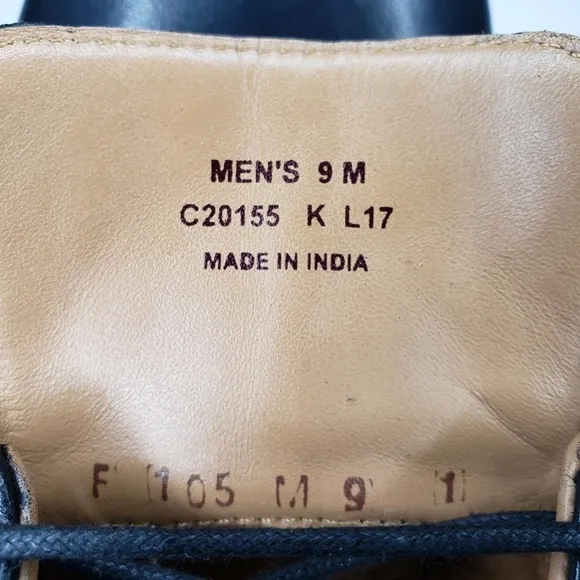 MEN'S 9 M
C20155 K L17
MADE IN INDIA
F 105 M 9 1